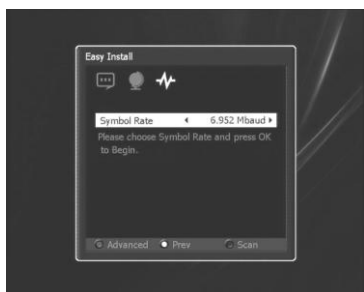 Easy Install
Symbol Rate 6.952 Mbaud
Please choose Symbol Rate and press OK
to Begin.
Advanced Prev Scan